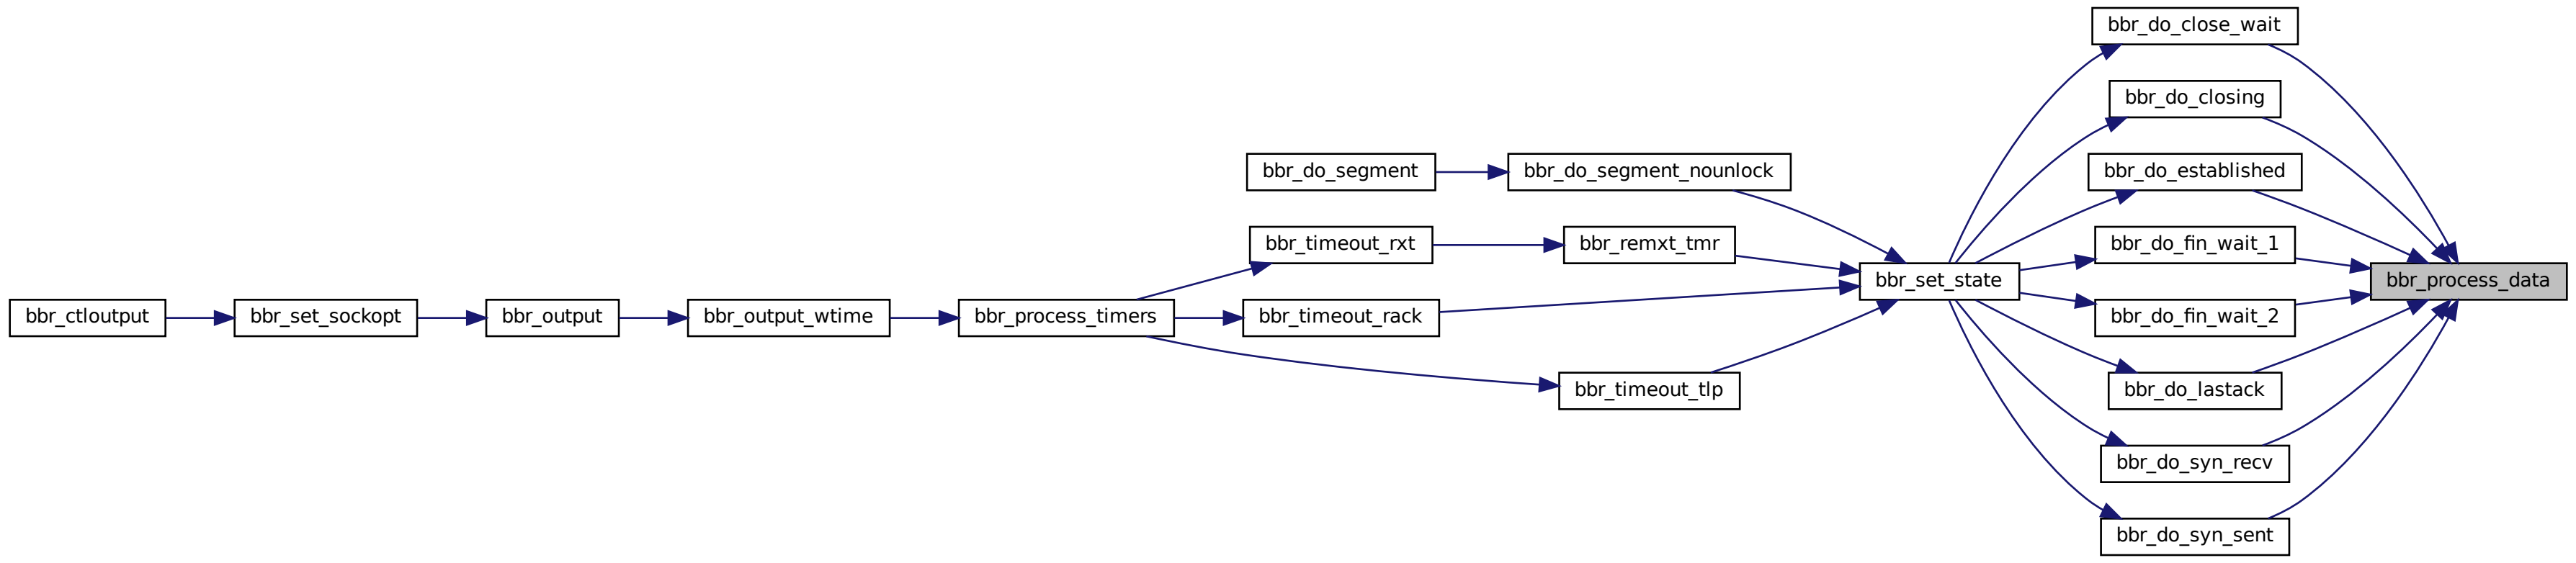 bbr_do_close_wait
bbr_do_closing
bbr_do_segment
bbr_do_segment_nounlock
bbr_do_established
bbr_timeout_rxt
bbr_remxt_tmr
bbr_do_fin_wait_1
bbr_set_state
bbr_process_data
bbr_ctloutput
bbr_set_sockopt
bbr_output
bbr_output_wtime
bbr_process_timers
bbr_timeout_rack
bbr_do_fin_wait_2
bbr_timeout_tlp
bbr_do_lastack
bbr_do_syn_recv
bbr_do_syn_sent